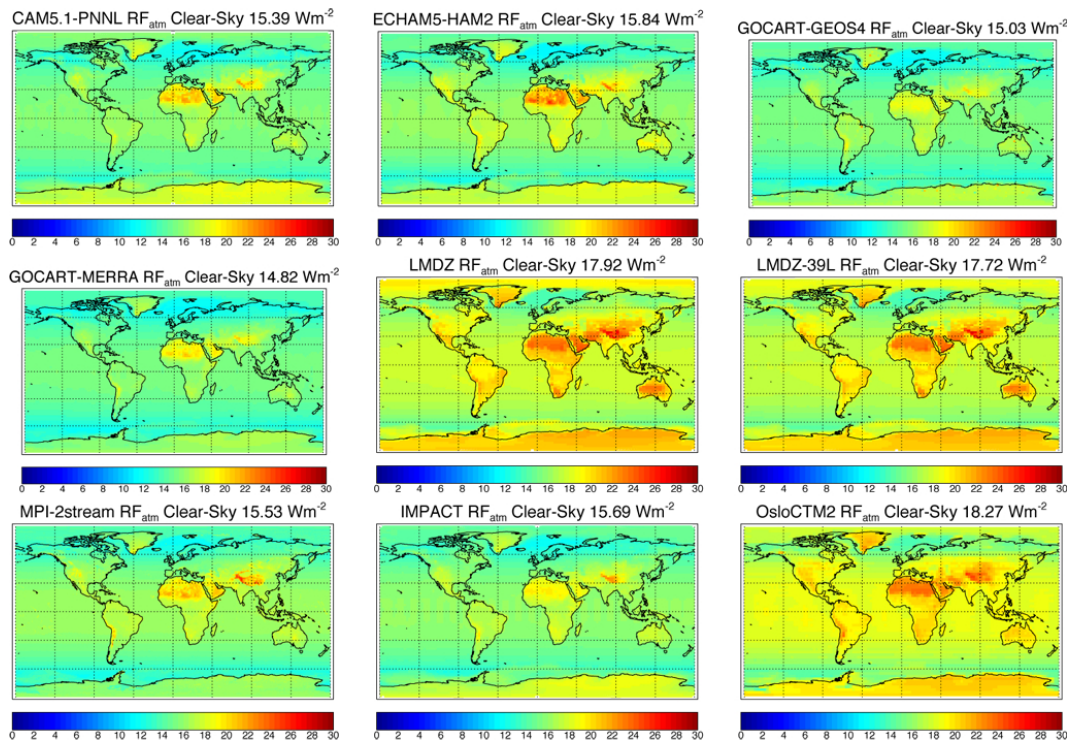 CAM5.1-PNNL RFatm Clear-Sky 15.39 Wm-2
ECHAM5-HAM2 RFatm Clear-Sky 15.84 Wm-2
GOCART-GEOS4 RFatm Clear-Sky 15.03 Wm-2
0 2 4 6 8 10 12 14 16 18 20 22 24 26 28 30
0 2 4 6 8 10 12 14 16 18 20 22 24 26 28 30
0 2 4 6 8 10 12 14 16 18 20 22 24 26 28 30
GOCART-MERRA RFatm Clear-Sky 14.82 Wm-2
LMDZ RFatm Clear-Sky 17.92 Wm-2
LMDZ-39L RFatm Clear-Sky 17.72 Wm-2
0 2 4 6 8 10 12 14 16 18 20 22 24 26 28 30
0 2 4 6 8 10 12 14 16 18 20 22 24 26 28 30
0 2 4 6 8 10 12 14 16 18 20 22 24 26 28 30
MPI-2stream RFatm Clear-Sky 15.53 Wm-2
IMPACT RFatm Clear-Sky 15.69 Wm-2
OsloCTM2 RFatm Clear-Sky 18.27 Wm-2
0 2 4 6 8 10 12 14 16 18 20 22 24 26 28 30
0 2 4 6 8 10 12 14 16 18 20 22 24 26 28 30
0 2 4 6 8 10 12 14 16 18 20 22 24 26 28 30